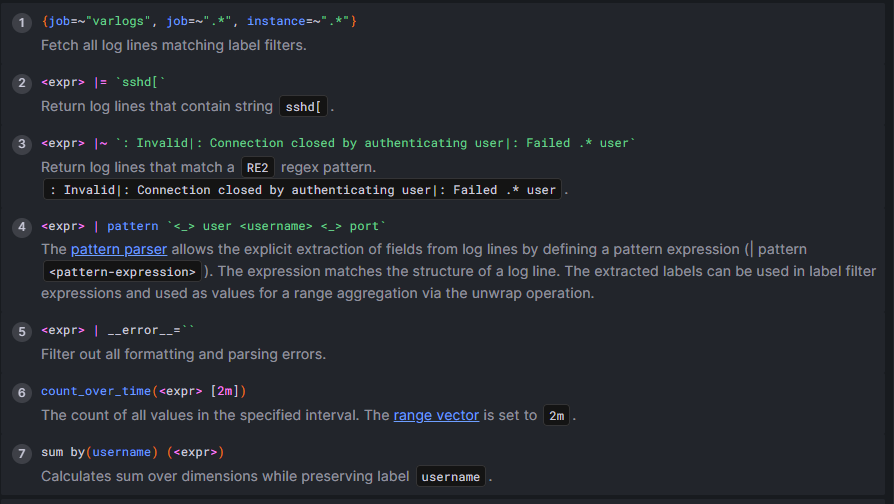 1 {job=~"varlogs", job=~".*", instance=~".*"}
Fetch all log lines matching label filters.
2 <expr> |= `sshd[`
Return log lines that contain string sshd[ .
3 <expr> |~ `: Invalid|: Connection closed by authenticating user|: Failed .* user`
Return log lines that match a RE2 regex pattern.
: Invalid|: Connection closed by authenticating user|: Failed .* user .
4 <expr> | pattern `<_> user <username> <_> port`
The pattern parser allows the explicit extraction of fields from log lines by defining a pattern expression (| pattern
<pattern-expression> ). The expression matches the structure of a log line. The extracted labels can be used in label filter
expressions and used as values for a range aggregation via the unwrap operation.
5 <expr> | __error__=``
Filter out all formatting and parsing errors.
6 count_over_time(<expr> [2m])
The count of all values in the specified interval. The range vector is set to 2m .
7 sum by(username) (<expr>)
Calculates sum over dimensions while preserving label username .